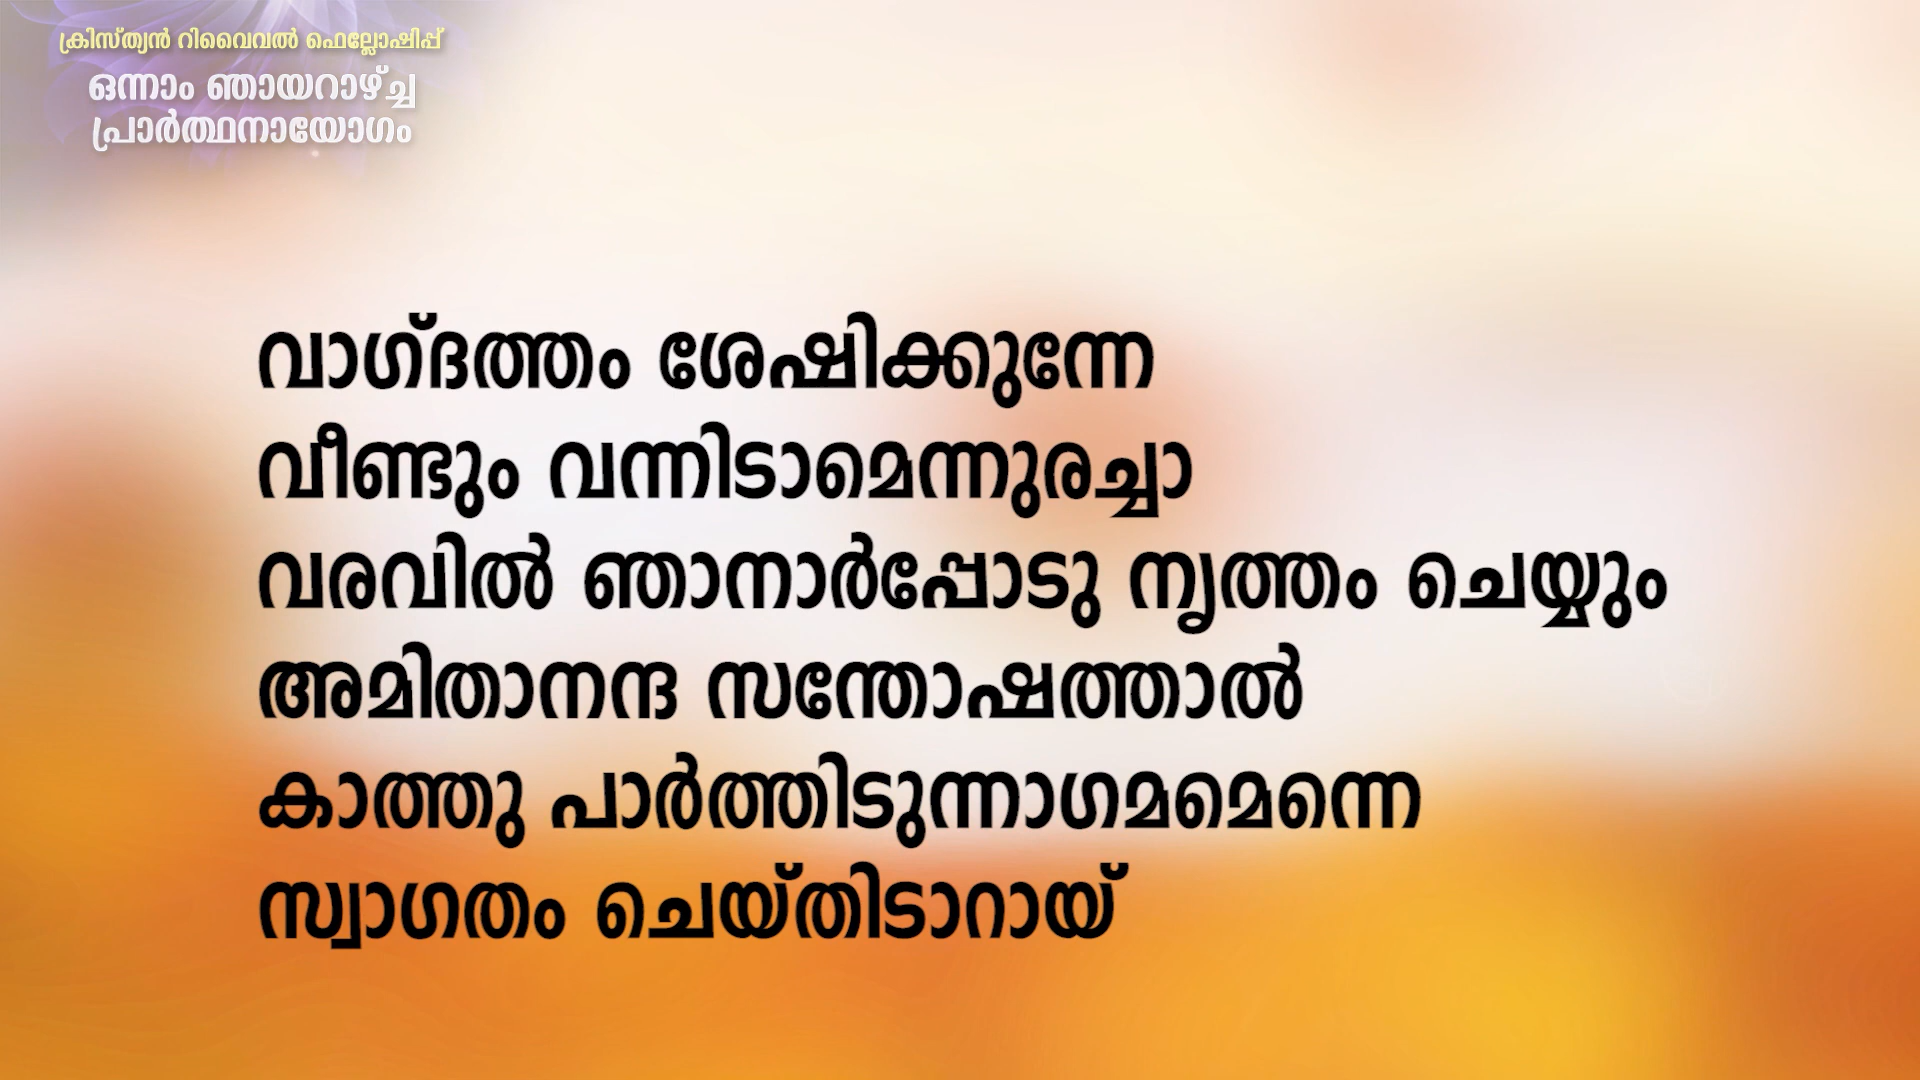 ക്രിസ്ത്യൻ റിവൈവൽ ഫെല്ലോഷിപ്പ്
ഒന്നാം ഞായറാഴ്ച്ച
പ്രാർത്ഥനായോഗം
വാഗ്ദത്തം ശേഷിക്കുന്നേ
വീണ്ടും വന്നിടാമെന്നുരച്ചാ
വരവിൽ ഞാനാർപ്പോടു നൃത്തം ചെയ്യും
അമിതാനന്ദ സന്തോഷത്താൽ
കാത്തു പാർത്തിടുന്നാഗമമെന്നെ
സ്വാഗതം ചെയ്തിടാറായ്